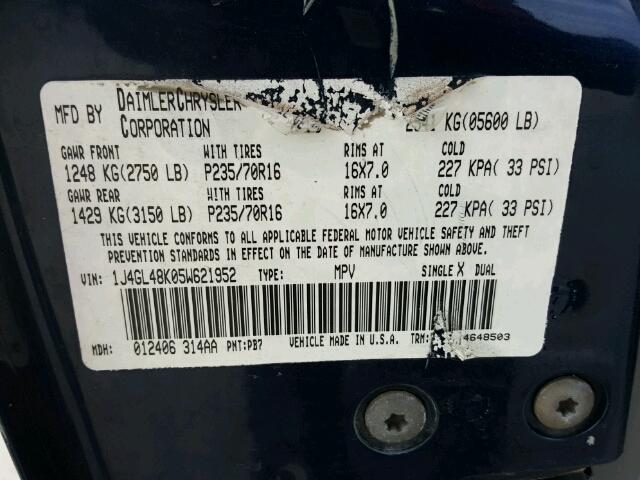 MFD BY DAIMLERCHRYSLER CORPORATION
KG(05600 LB)
GAWR FRONT WITH TIRES RIMS AT COLD
1248 KG(2750 LB) P235/70R16 16X7.0 227 KPA( 33 PSI)
GAWR REAR WITH TIRES RIMS AT COLD
1429 KG(3150 LB) P235/70R16 16X7.0 227 KPA( 33 PSI)
THIS VEHICLE CONFORMS TO ALL APPLICABLE FEDERAL MOTOR VEHICLE SAFETY AND THEFT
PREVENTION STANDARDS IN EFFECT ON THE DATE OF MANUFACTURE SHOWN ABOVE.
VIN: 1J4GL48K05W621952 TYPE: MPV SINGLE X DUAL
MDH: 012406 314AA PNT:PB7 VEHICLE MADE IN U.S.A. TRM: 4648503